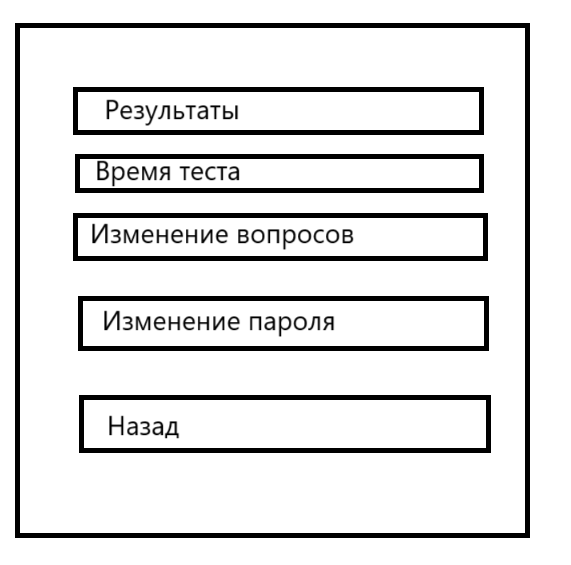 Результаты
Время теста
Изменение вопросов
Изменение пароля
Назад